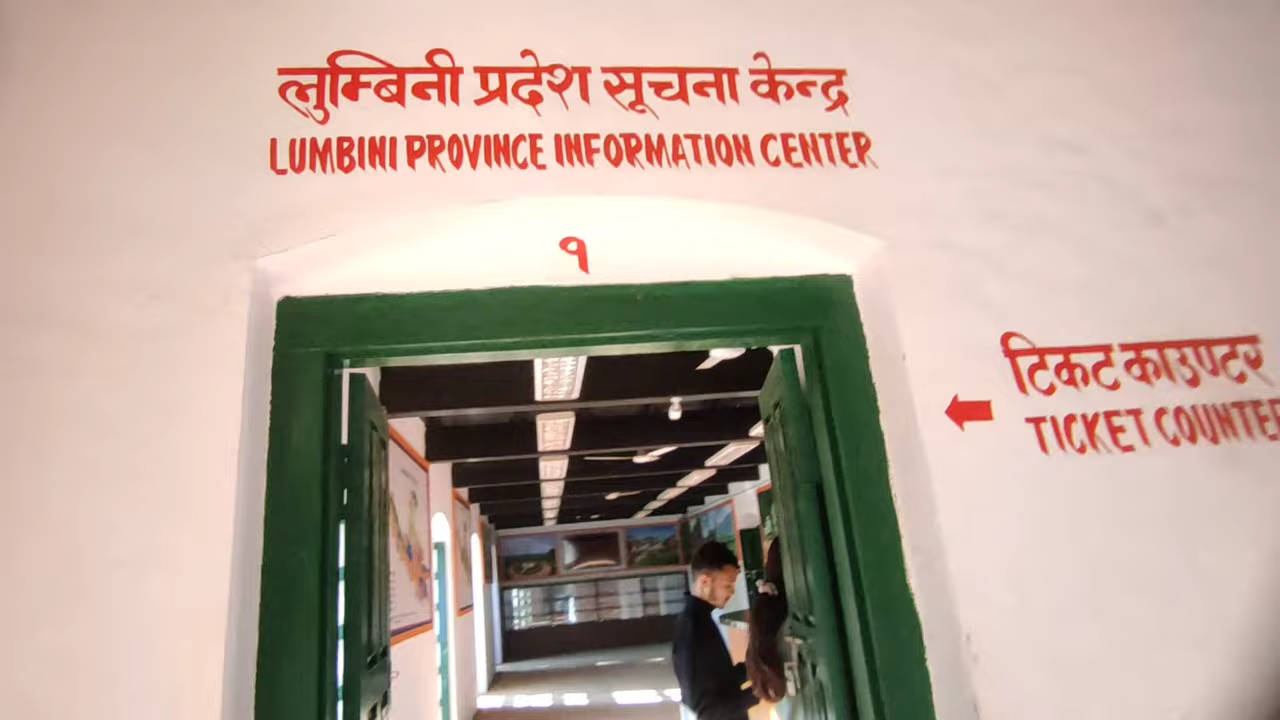 लुम्बिनी प्रदेश सूचना केन्द्र
LUMBINI PROVINCE INFORMATION CENTER
१
टिकट काउण्टर
TICKET COUNTER